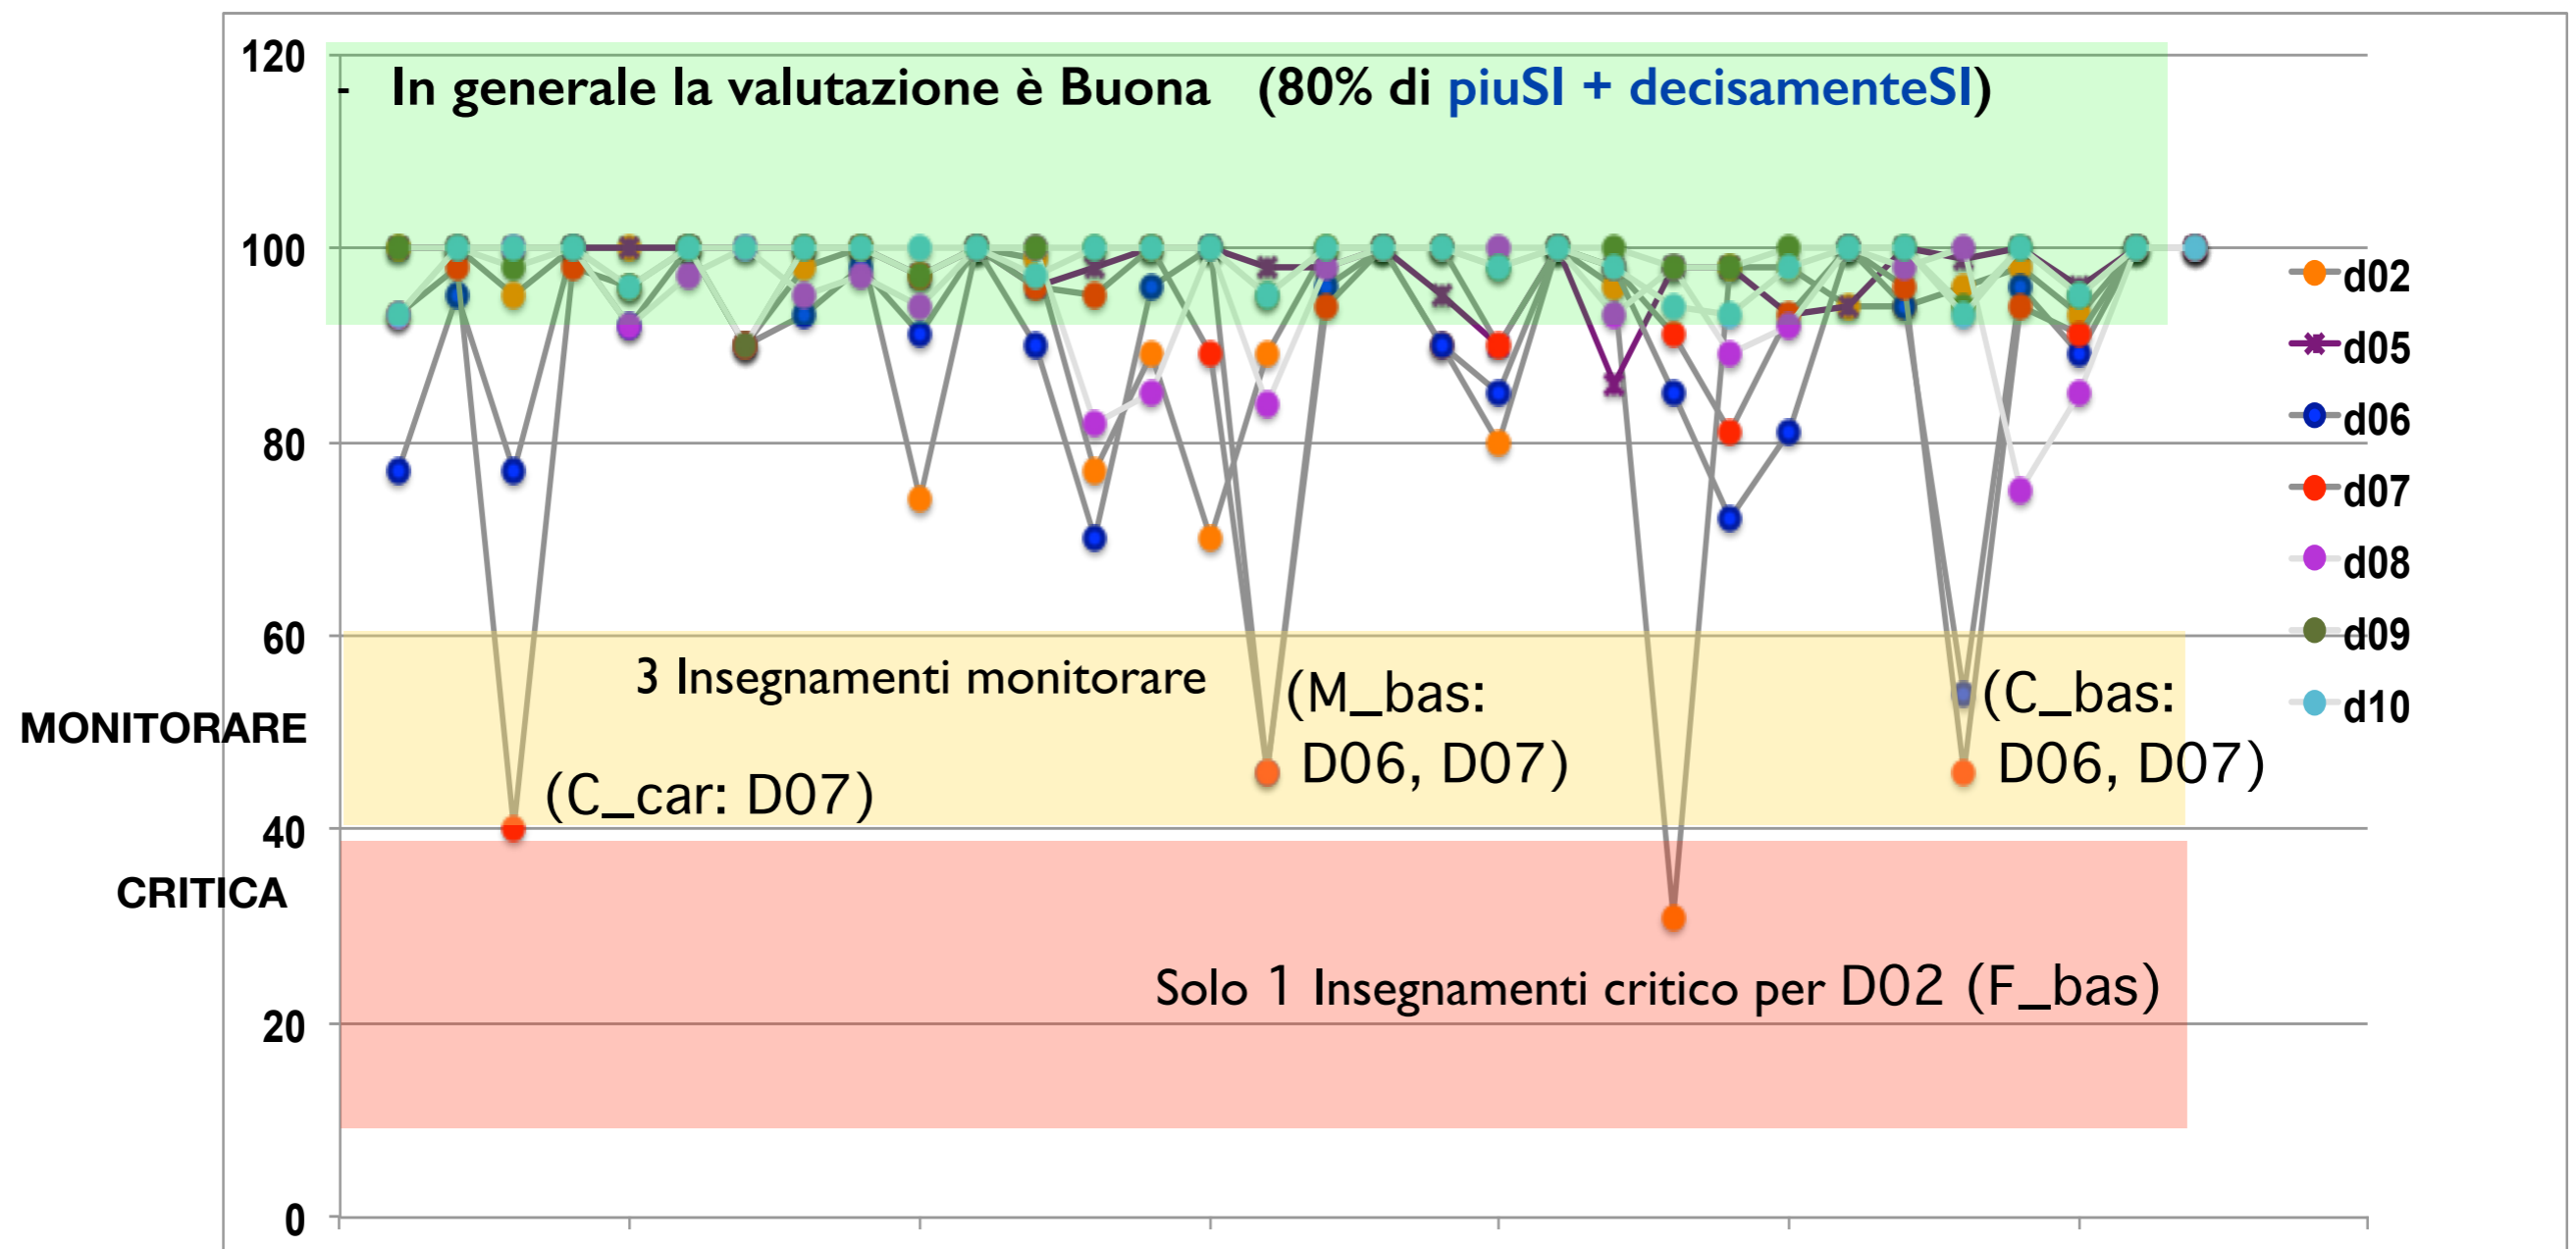 120
- In generale la valutazione è Buona (80% di piuSI + decisamenteSI)
100
80
60
40
20
0
MONITORARE
CRITICA
3 Insegnamenti monitorare
(C_car: D07)
(M_bas:
D06, D07)
(C_bas:
D06, D07)
Solo 1 Insegnamenti critico per D02 (F_bas)
d02
d05
d06
d07
d08
d09
d10